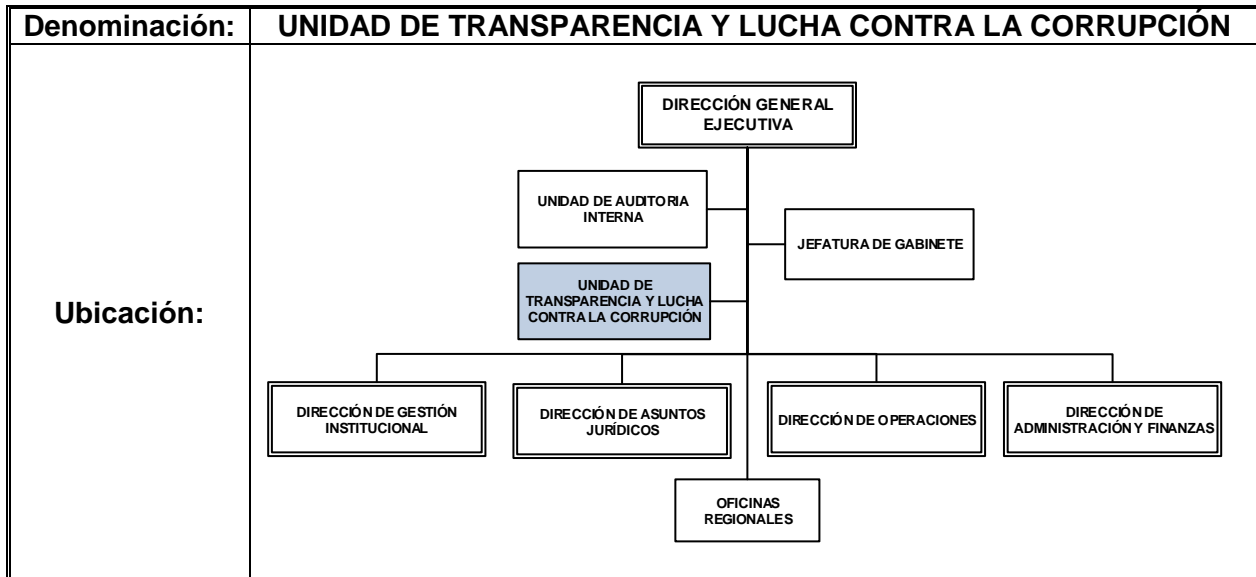 Denominación:
UNIDAD DE TRANSPARENCIA Y LUCHA CONTRA LA CORRUPCIÓN
Ubicación:
DIRECCIÓN GENERAL
EJECUTIVA
UNIDAD DE AUDITORIA
INTERNA
JEFATURA DE GABINETE
UNIDAD DE
TRANSPARENCIA Y LUCHA
CONTRA LA CORRUPCIÓN
DIRECCIÓN DE GESTIÓN
INSTITUCIONAL
DIRECCIÓN DE ASUNTOS
JURÍDICOS
DIRECCIÓN DE OPERACIONES
DIRECCIÓN DE
ADMINISTRACIÓN Y FINANZAS
OFICINAS
REGIONALES